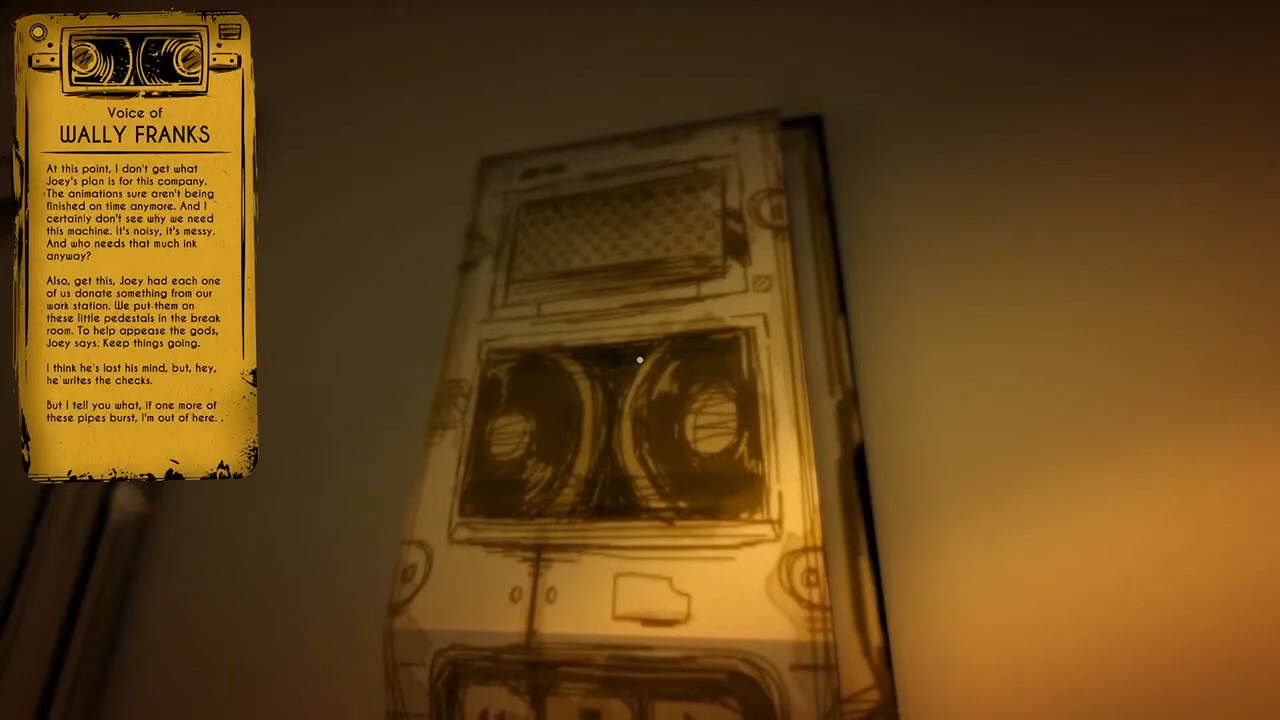 Voice of
WALLY FRANKS
At this point, I don't get what
Joey's plan is for this company.
The animations sure aren't being
finished on time anymore. And I
certainly don't see why we need
this machine. It's noisy, it's messy.
And who needs that much ink
anyway?
Also, get this, Joey had each one
of us donate something from our
work station. We put them on
these little pedestals in the break
room. To help appease the gods,
Joey says. Keep things going.
I think he's lost his mind, but, hey,
he writes the checks.
But I tell you what, if one more of
these pipes burst, I'm out of here. .